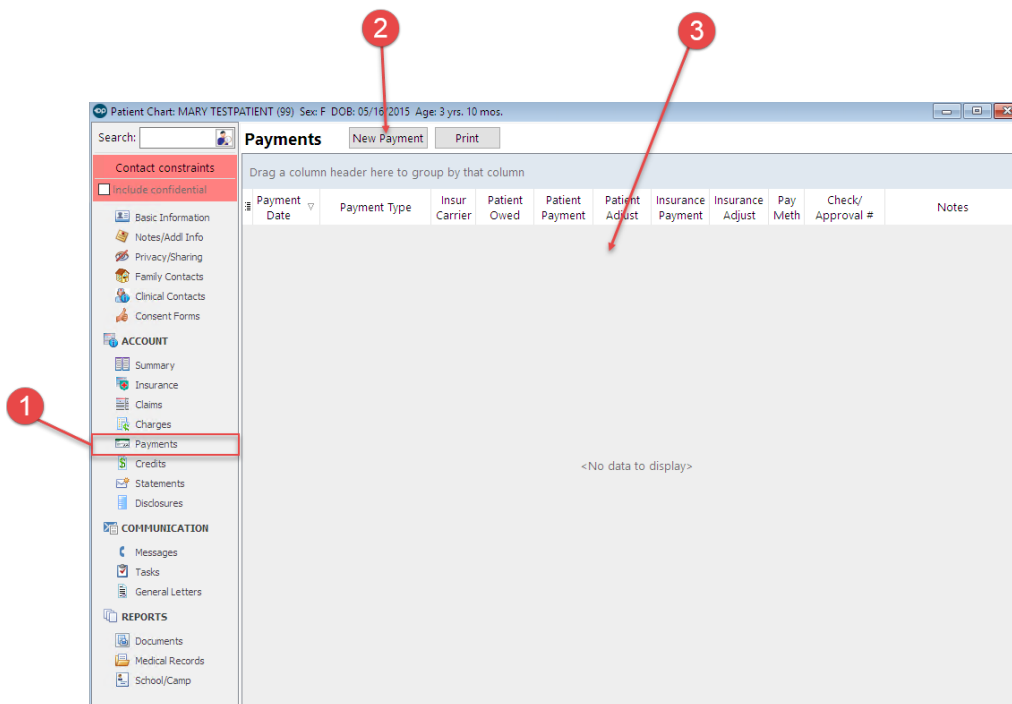 2
3
Patient Chart: MARY TESTPATIENT (99) Sex: F DOB: 05/16/2015 Age: 3 yrs. 10 mos.
Search:
Payments New Payment Print
Contact constraints
Include confidential
Drag a column header here to group by that column
Payment Date Payment Type Insur Carrier Patient Owed Patient Payment Patient Adjust Insurance Payment Insurance Adjust Pay Meth Check/ Approval # Notes
Basic Information
Notes/Addl Info
Privacy/Sharing
Family Contacts
Clinical Contacts
Consent Forms
ACCOUNT
Summary
Insurance
Claims
1
Charges
Payments
Credits
<No data to display>
Statements
Disclosures
COMMUNICATION
Messages
Tasks
General Letters
REPORTS
Documents
Medical Records
School/Camp